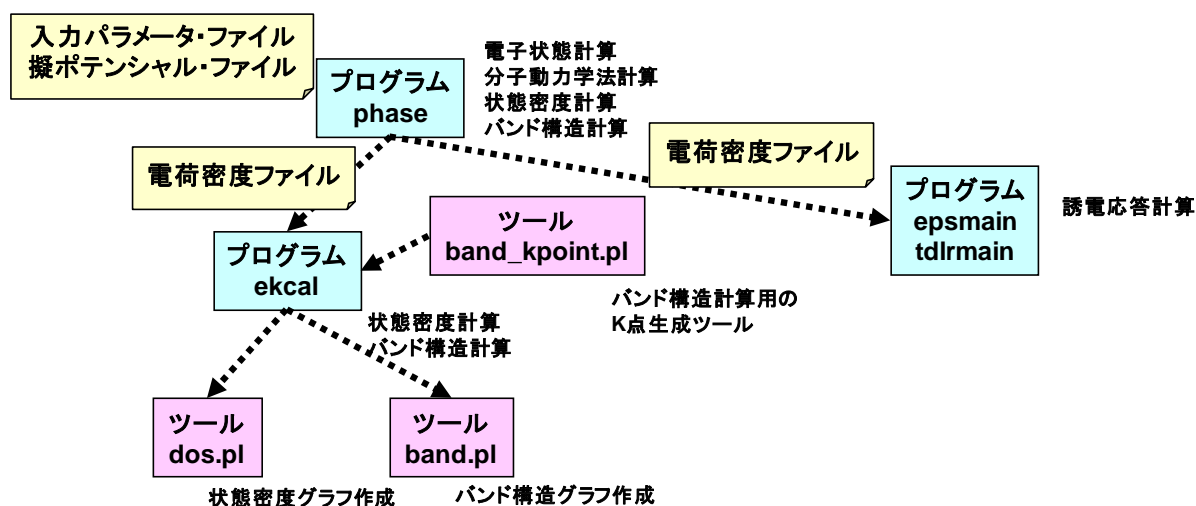 入力パラメータ・ファイル
擬ポテンシャル・ファイル
プログラム
phase
電子状態計算
分子動力学法計算
状態密度計算
バンド構造計算
電荷密度ファイル
電荷密度ファイル
プログラム
epsmain
tdlrmain
誘電応答計算
プログラム
ekcal
ツール
band_kpoint.pl
バンド構造計算用の
K点生成ツール
状態密度計算
バンド構造計算
ツール
dos.pl
状態密度グラフ作成
ツール
band.pl
バンド構造グラフ作成